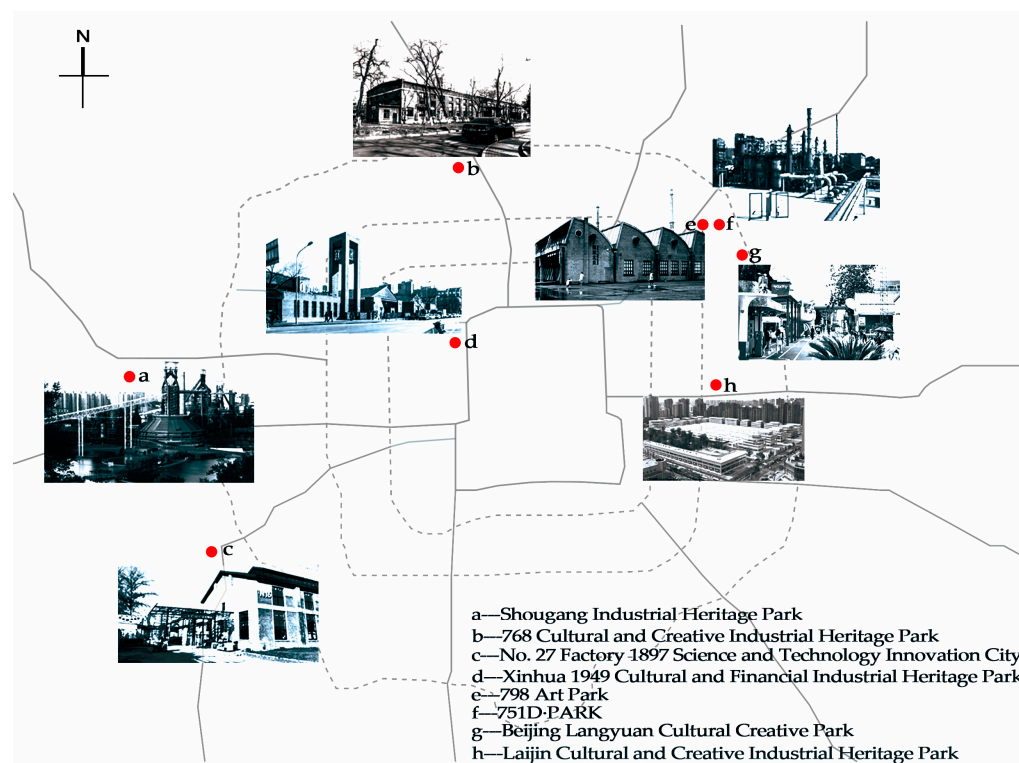 N
b
e
f
g
d
a
h
c
a---Shougang Industrial Heritage Park
b---768 Cultural and Creative Industrial Heritage Park
c---No. 27 Factory 1897 Science and Technology Innovation City
d---Xinhua 1949 Cultural and Financial Industrial Heritage Park
e---798 Art Park
f---751D·PARK
g---Beijing Langyuan Cultural Creative Park
h---Laijin Cultural and Creative Industrial Heritage Park